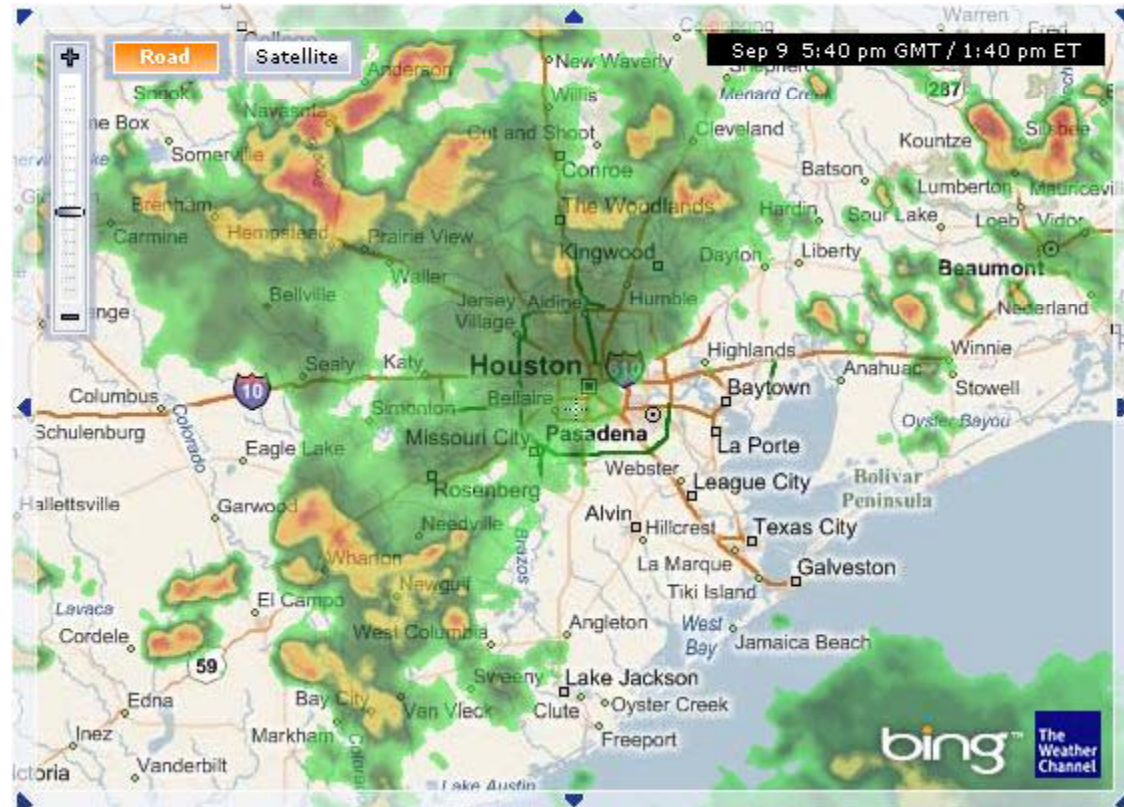 Road
Satellite
Sep 9 5:40 pm GMT / 1:40 pm ET
Warren
New Waverly
Anderson
Menard Creek
287
Snook
Navasota
Willis
me Box
Cut and Shoot
Cleveland
Kountze
Silsbee
Somerville
Conroe
Batson
Lumberton
Mauricevil
Brenham
The Woodlands
Hardin
Sour Lake
Loeb
Vidor
Carmine
Hempstead
Prairie View
Kingwood
Dayton
Liberty
Waller
Beaumont
Bellville
Jersey Village
Aldine
Humble
Nederland
Houston
610
Highlands
Winnie
Sealy
Katy
Anahuac
10
Baytown
Stowell
Columbus
Simonton
Bellaire
Oyster Bayou
Schulenburg
Colorado
Missouri City
Pasadena
La Porte
Eagle Lake
Webster
Rosenberg
League City
Bolivar
Peninsula
Hallettsville
Garwood
Needville
Alvin
Hillcrest
Texas City
Brazos
Wharton
La Marque
Galveston
Newgulf
Tiki Island
Lavaca
El Campo
West Columbia
Angleton
West
Bay
Jamaica Beach
Cordele
59
Sweeny
Lake Jackson
Edna
Bay City
Van Vleck
Clute
Oyster Creek
Inez
Markham
Freeport
bing™
The
Weather
Channel
ctoria
Vanderbilt
Lake Austin